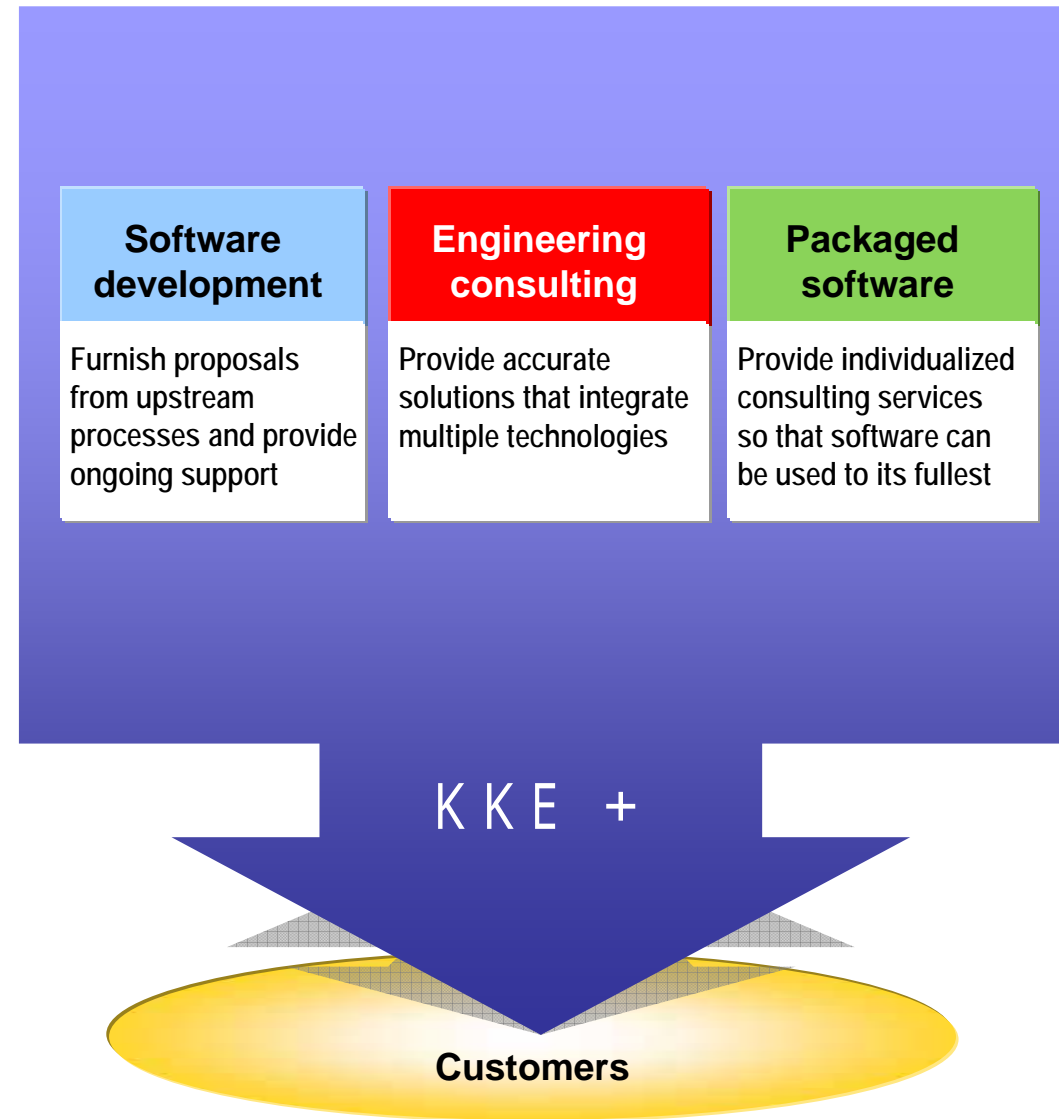 Software
development
Furnish proposals
from upstream
processes and provide
ongoing support
Engineering
consulting
Provide accurate
solutions that integrate
multiple technologies
Packaged
software
Provide individualized
consulting services
so that software can
be used to its fullest
KKE +
Customers